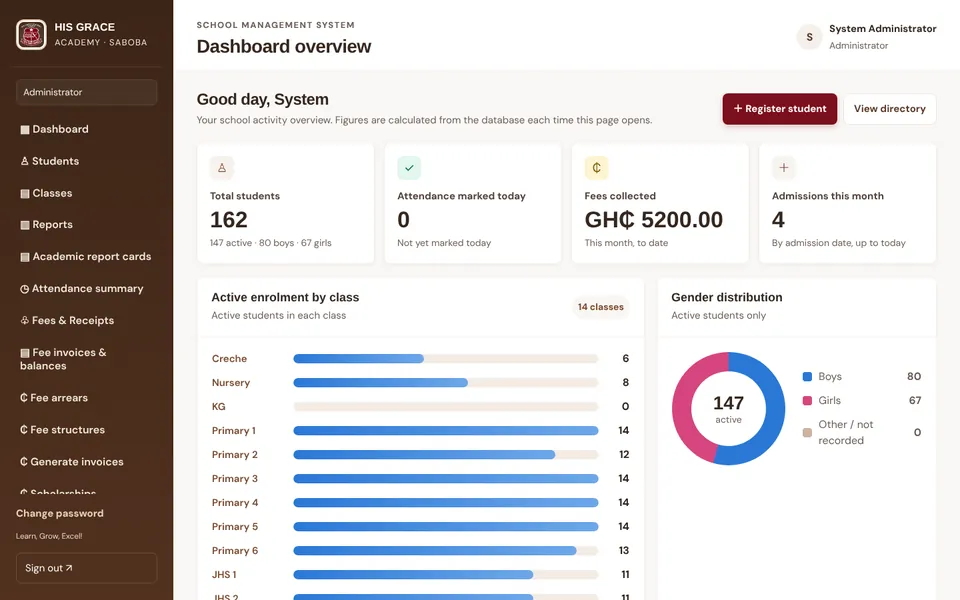 HIS GRACE
ACADEMY · SABOBA
Administrator
Dashboard
Students
Classes
Reports
Academic report cards
Attendance summary
Fees & Receipts
Fee invoices &
balances
₵ Fee arrears
₵ Fee structures
₵ Generate invoices
₵ Scholarships
Change password
Learn, Grow, Excel!
Sign out ↗
SCHOOL MANAGEMENT SYSTEM
Dashboard overview
S
System Administrator
Administrator
Good day, System
Your school activity overview. Figures are calculated from the database each time this page opens.
+ Register student
View directory
Total students
162
147 active · 80 boys · 67 girls
✓
Attendance marked today
0
Not yet marked today
₵
Fees collected
GH₵ 5200.00
This month, to date
+
Admissions this month
4
By admission date, up to today
Active enrolment by class
Active students in each class
14 classes
Creche 6
Nursery 8
KG 0
Primary 1 14
Primary 2 12
Primary 3 14
Primary 4 14
Primary 5 14
Primary 6 13
JHS 1 11
JHS 2 11
Gender distribution
Active students only
147
active
Boys 80
Girls 67
Other / not
recorded 0